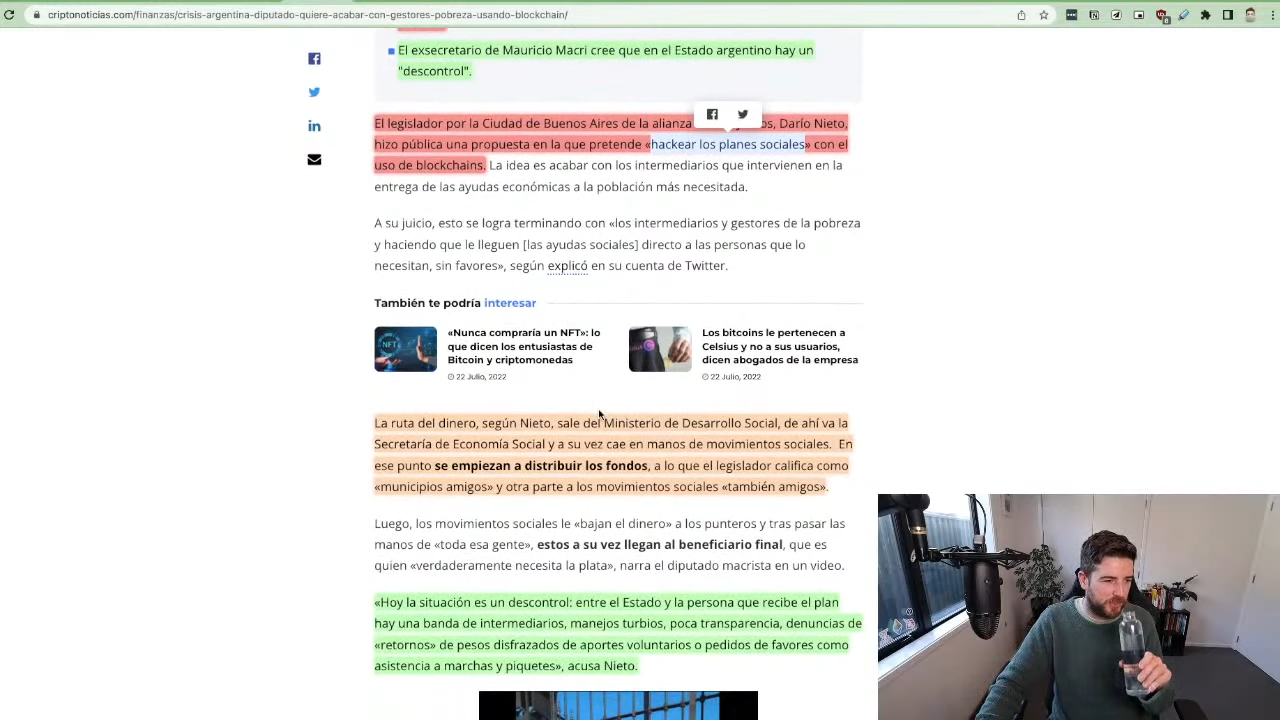 criptonoticias.com/finanzas/crisis-argentina-diputado-quiere-acabar-con-gestores-pobreza-usando-blockchain/
El exsecretario de Mauricio Macri cree que en el Estado argentino hay un
"descontrol".
El legislador por la Ciudad de Buenos Aires de la alianza os, Darío Nieto,
hizo pública una propuesta en la que pretende «hackear los planes sociales» con el
uso de blockchains. La idea es acabar con los intermediarios que intervienen en la
entrega de las ayudas económicas a la población más necesitada.
A su juicio, esto se logra terminando con «los intermediarios y gestores de la pobreza
y haciendo que le lleguen [las ayudas sociales] directo a las personas que lo
necesitan, sin favores», según explicó en su cuenta de Twitter.
También te podría interesar
«Nunca compraría un NFT»: lo
que dicen los entusiastas de
Bitcoin y criptomonedas
22 Julio, 2022
Los bitcoins le pertenecen a
Celsius y no a sus usuarios,
dicen abogados de la empresa
22 Julio, 2022
La ruta del dinero, según Nieto, sale del Ministerio de Desarrollo Social, de ahí va la
Secretaría de Economía Social y a su vez cae en manos de movimientos sociales. En
ese punto se empiezan a distribuir los fondos, a lo que el legislador califica como
«municipios amigos» y otra parte a los movimientos sociales «también amigos».
Luego, los movimientos sociales le «bajan el dinero» a los punteros y tras pasar las
manos de «toda esa gente», estos a su vez llegan al beneficiario final, que es
quien «verdaderamente necesita la plata», narra el diputado macrista en un video.
«Hoy la situación es un descontrol: entre el Estado y la persona que recibe el plan
hay una banda de intermediarios, manejos turbios, poca transparencia, denuncias de
«retornos» de pesos disfrazados de aportes voluntarios o pedidos de favores como
asistencia a marchas y piquetes», acusa Nieto.